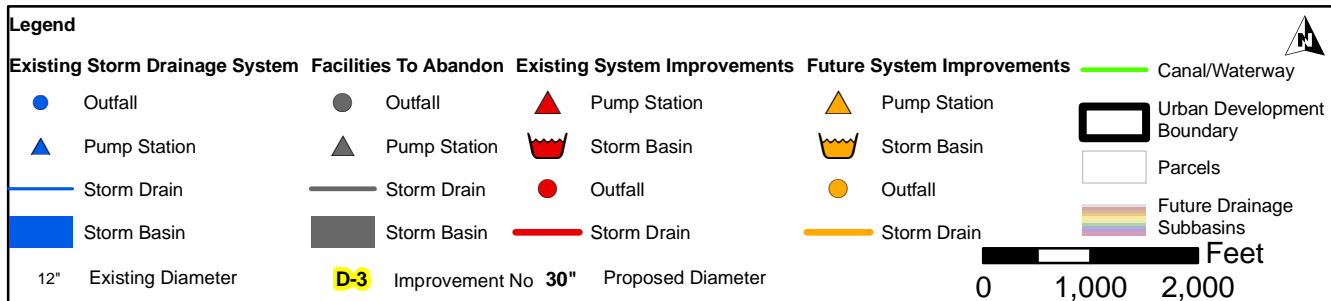 Legend
N
Existing Storm Drainage System Facilities To Abandon Existing System Improvements Future System Improvements
Outfall Outfall Pump Station Pump Station Canal/Waterway
Pump Station Pump Station Storm Basin Storm Basin Urban Development Boundary
Storm Drain Storm Drain Outfall Outfall Parcels
Storm Basin Storm Basin Storm Drain Storm Drain Future Drainage Subbasins
12" Existing Diameter D-3 Improvement No 30" Proposed Diameter
Feet
0 1,000 2,000